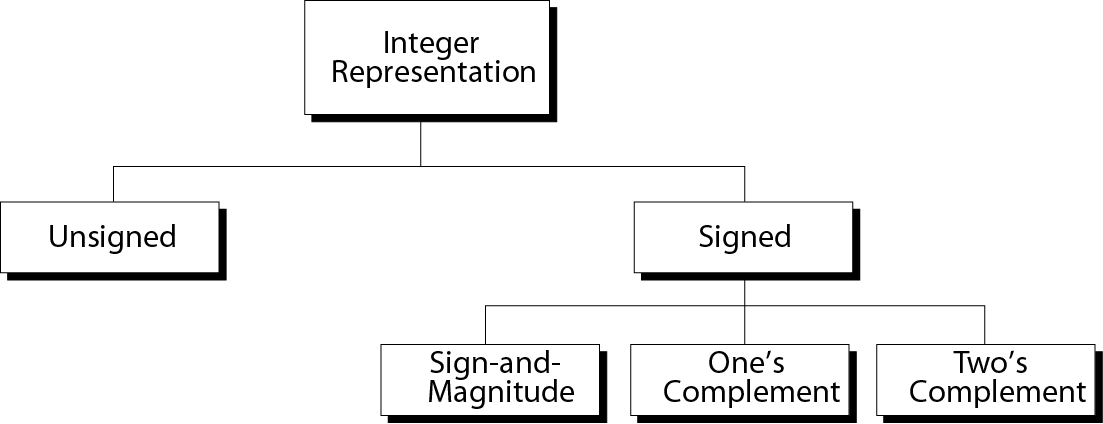 Integer
Representation
Unsigned
Signed
Sign-and-
Magnitude
One’s
Complement
Two’s
Complement